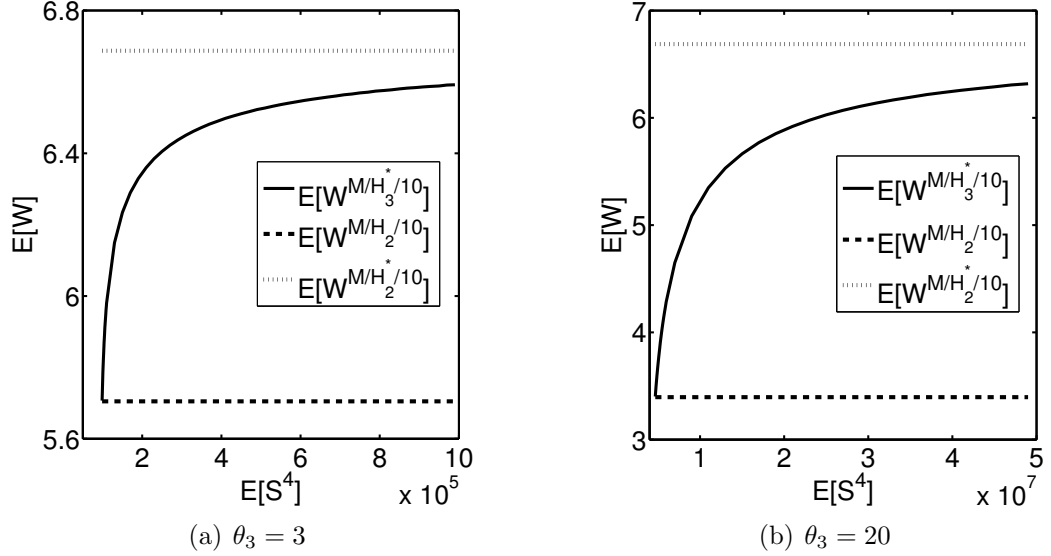 6.8
6.4
6
5.6
E[W]
E[W^{M/H_3^*/10}]
E[W^{M/H_2/10}]
E[W^{M/H_2^*/10}]
2 4 6 8 10
E[S^4]
x 10^5
(a) θ_3 = 3
7
6
5
4
3
E[W]
E[W^{M/H_3^*/10}]
E[W^{M/H_2/10}]
E[W^{M/H_2^*/10}]
1 2 3 4 5
E[S^4]
x 10^7
(b) θ_3 = 20